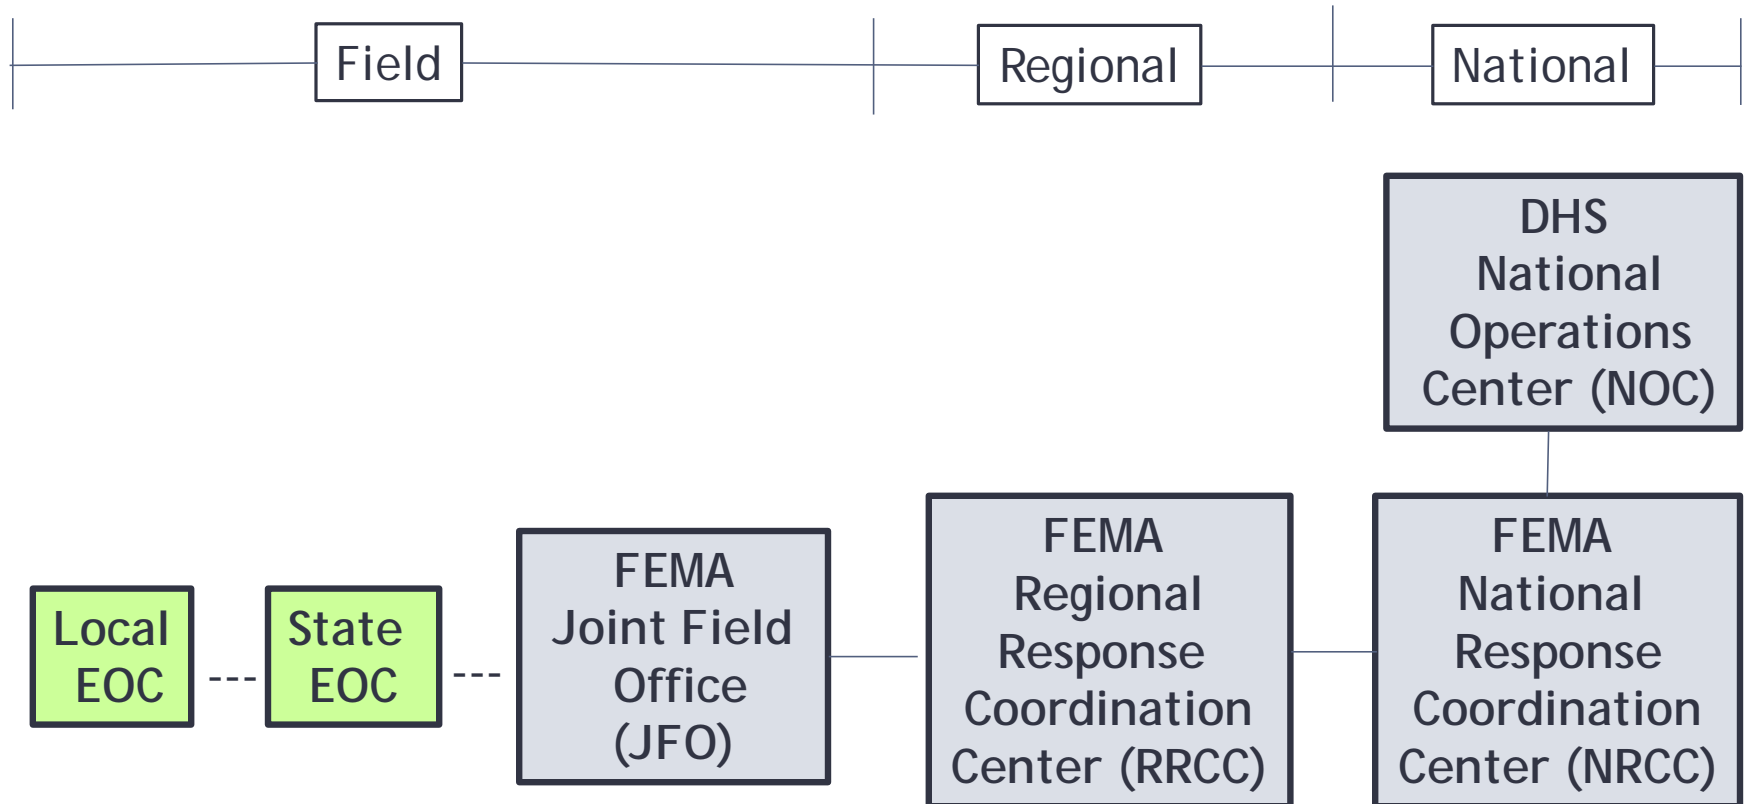 Field
Regional
National
DHS
National
Operations
Center (NOC)
Local
EOC
---
State
EOC
---
FEMA
Joint Field
Office
(JFO)
FEMA
Regional
Response
Coordination
Center (RRCC)
FEMA
National
Response
Coordination
Center (NRCC)